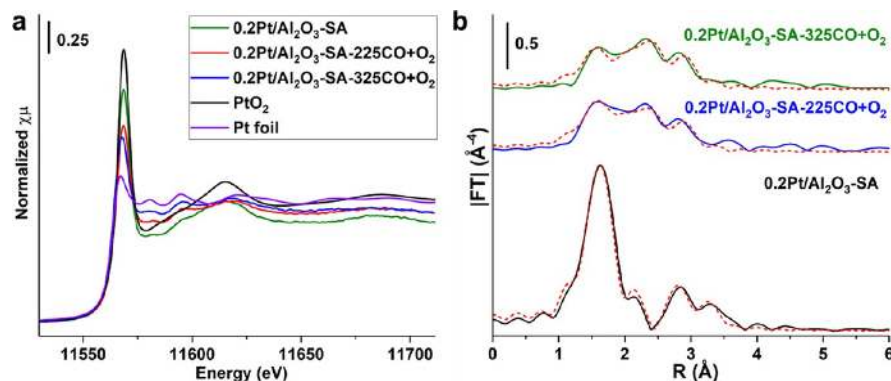 a
0.25
0.2Pt/Al₂O₃-SA
0.2Pt/Al₂O₃-SA-225CO+O₂
0.2Pt/Al₂O₃-SA-325CO+O₂
PtO₂
Pt foil
Normalized χμ
11550 11600 11650 11700
Energy (eV)
b
0.5
0.2Pt/Al₂O₃-SA-325CO+O₂
0.2Pt/Al₂O₃-SA-225CO+O₂
0.2Pt/Al₂O₃-SA
|FT| (Å⁻⁴)
0 1 2 3 4 5 6
R (Å)